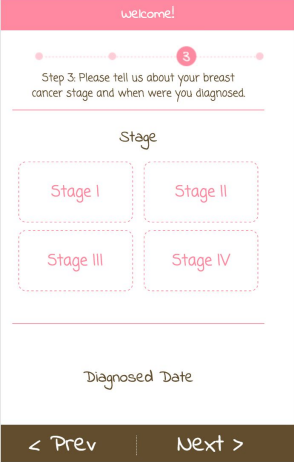 Welcome!
3
Step 3: Please tell us about your breast
cancer stage and when were you diagnosed.
Stage
Stage I
Stage II
Stage III
Stage IV
Diagnosed Date
< Prev
Next >